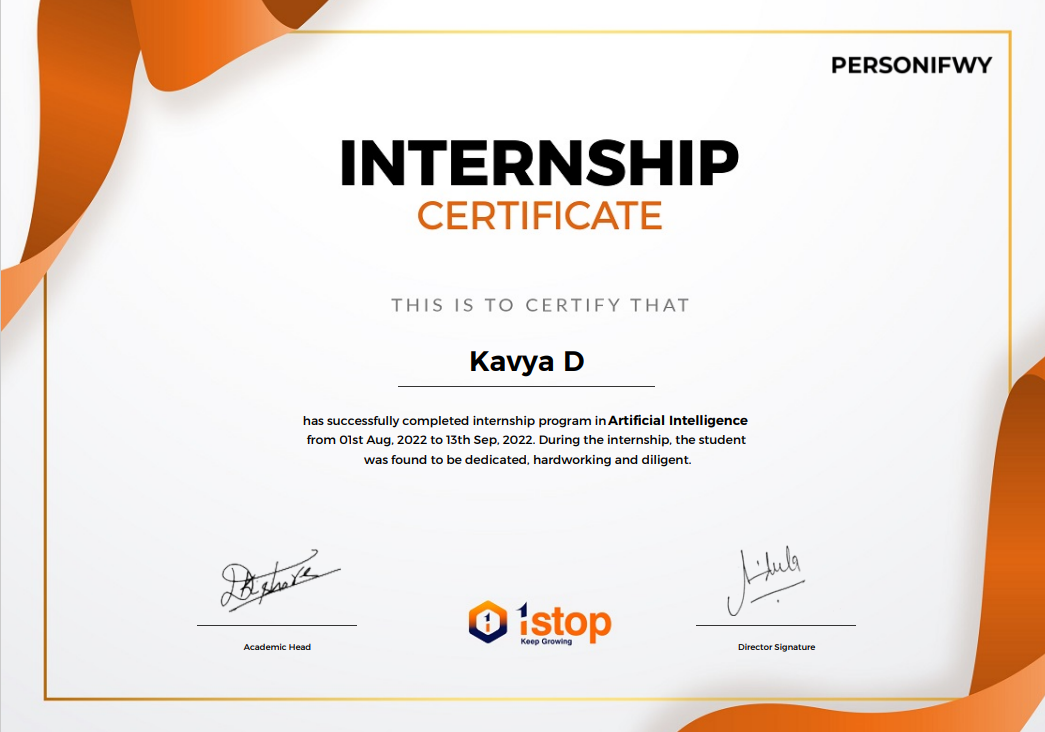 PERSONIFWY
INTERNSHIP
CERTIFICATE
THIS IS TO CERTIFY THAT
Kavya D
has successfully completed internship program in Artificial Intelligence
from 01st Aug, 2022 to 13th Sep, 2022. During the internship, the student
was found to be dedicated, hardworking and diligent.
1stop
Keep Growing
Academic Head
Director Signature